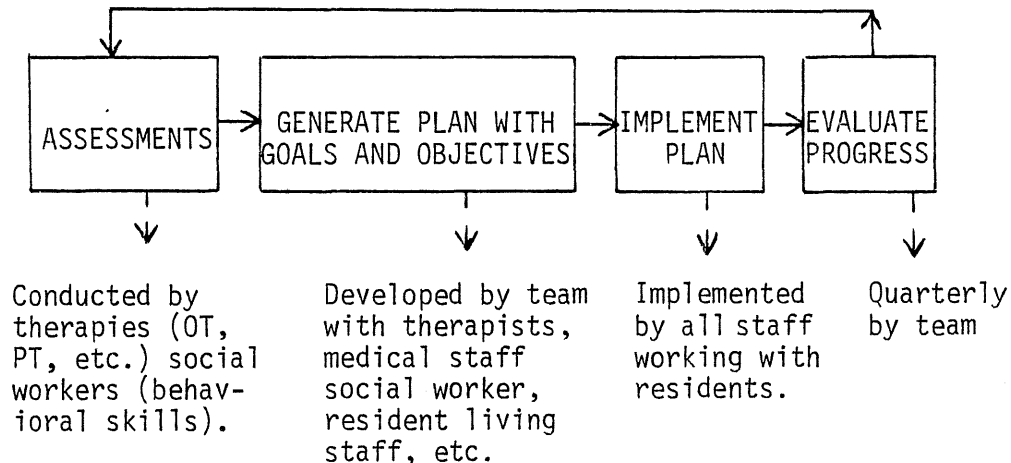 ASSESSMENTS
GENERATE PLAN WITH
GOALS AND OBJECTIVES
IMPLEMENT
PLAN
EVALUATE
PROGRESS
Conducted by
therapies (OT,
PT, etc.) social
workers (behav-
ioral skills).
Developed by team
with therapists,
medical staff
social worker,
resident living
staff, etc.
Implemented
by all staff
working with
residents.
Quarterly
by team